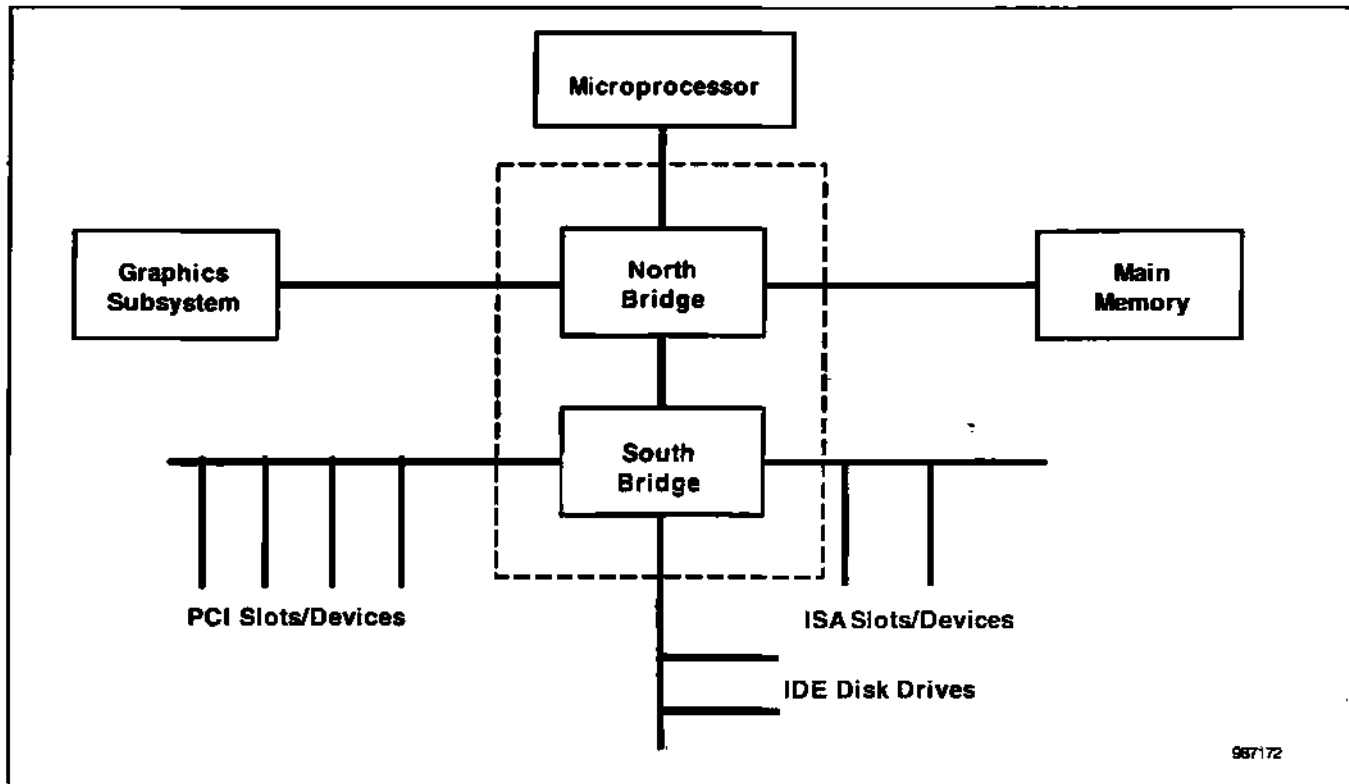 Microprocessor
Graphics
Subsystem
North
Bridge
Main
Memory
South
Bridge
PCI Slots/Devices
ISA Slots/Devices
IDE Disk Drives
987172